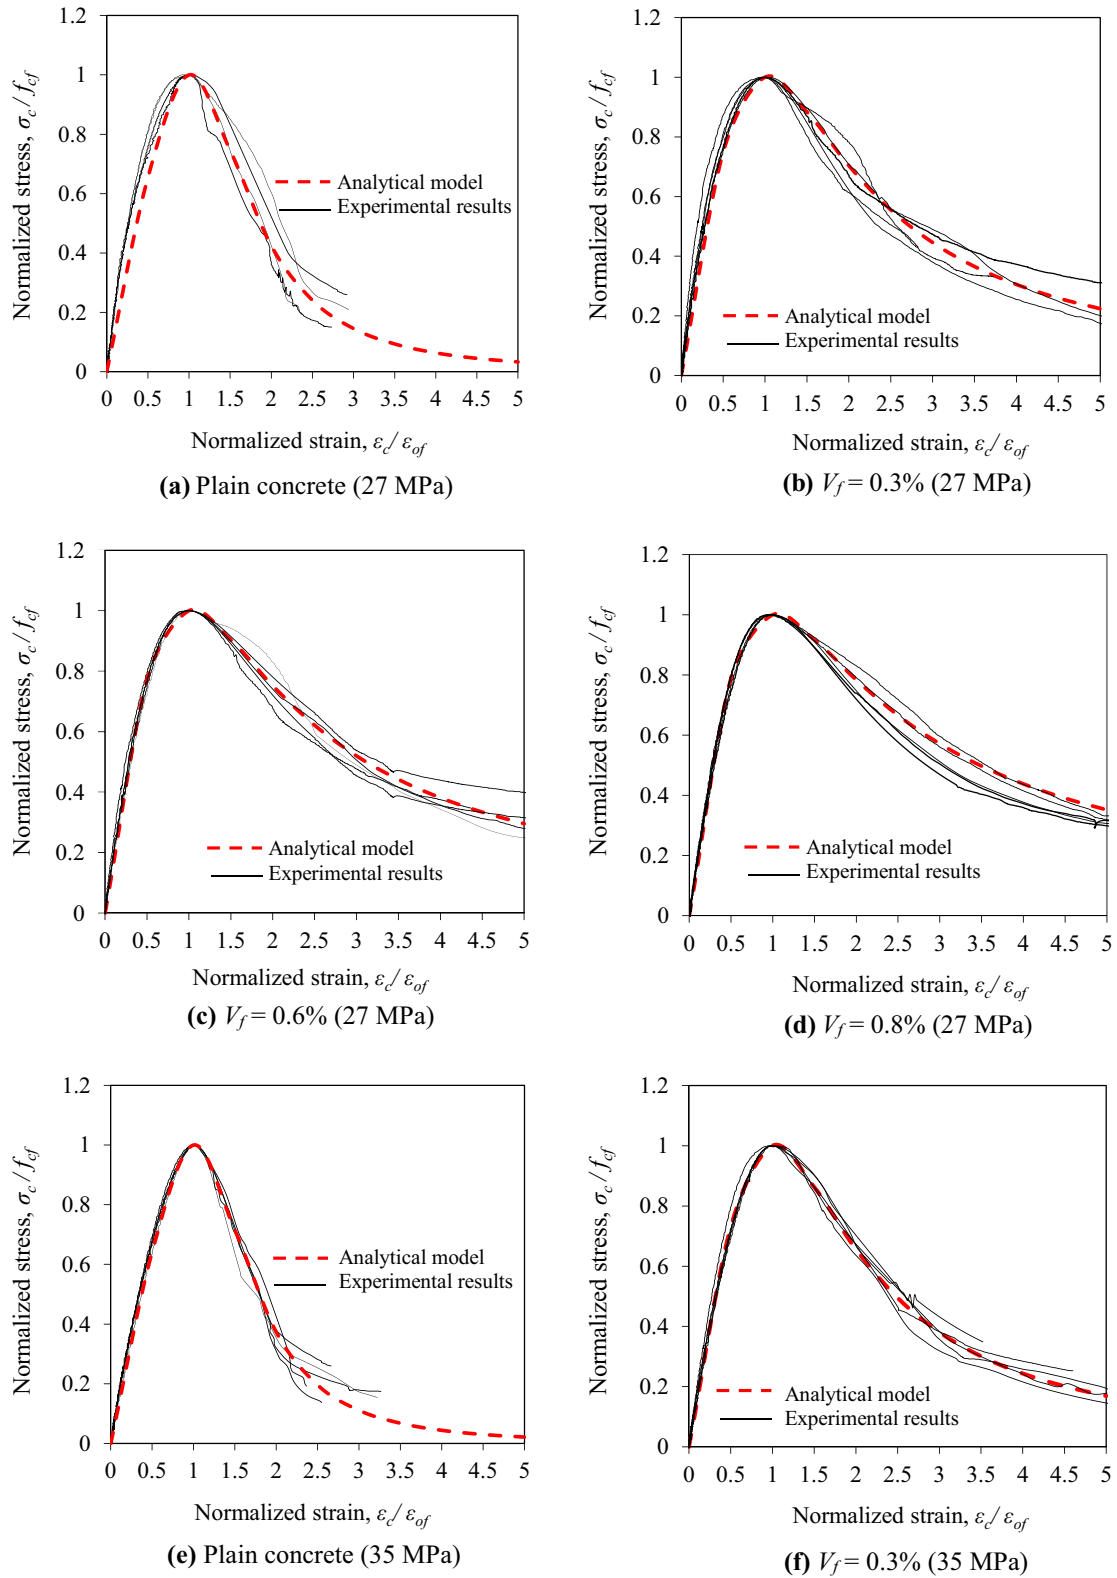 1.2
1
0.8
0.6
0.4
0.2
0
Normalized stress, σc / fcf
Analytical model
Experimental results
0 0.5 1 1.5 2 2.5 3 3.5 4 4.5 5
Normalized strain, εc / εof
(a) Plain concrete (27 MPa)
1.2
1
0.8
0.6
0.4
0.2
0
Normalized stress, σc / fcf
Analytical model
Experimental results
0 0.5 1 1.5 2 2.5 3 3.5 4 4.5 5
Normalized strain, εc / εof
(b) Vf = 0.3% (27 MPa)
1.2
1
0.8
0.6
0.4
0.2
0
Normalized stress, σc / fcf
Analytical model
Experimental results
0 0.5 1 1.5 2 2.5 3 3.5 4 4.5 5
Normalized strain, εc / εof
(c) Vf = 0.6% (27 MPa)
1.2
1
0.8
0.6
0.4
0.2
0
Normalized stress, σc / fcf
Analytical model
Experimental results
0 0.5 1 1.5 2 2.5 3 3.5 4 4.5 5
Normalized strain, εc / εof
(d) Vf = 0.8% (27 MPa)
1.2
1
0.8
0.6
0.4
0.2
0
Normalized stress, σc / fcf
Analytical model
Experimental results
0 0.5 1 1.5 2 2.5 3 3.5 4 4.5 5
Normalized strain, εc / εof
(e) Plain concrete (35 MPa)
1.2
1
0.8
0.6
0.4
0.2
0
Normalized stress, σc / fcf
Analytical model
Experimental results
0 0.5 1 1.5 2 2.5 3 3.5 4 4.5 5
Normalized strain, εc / εof
(f) Vf = 0.3% (35 MPa)